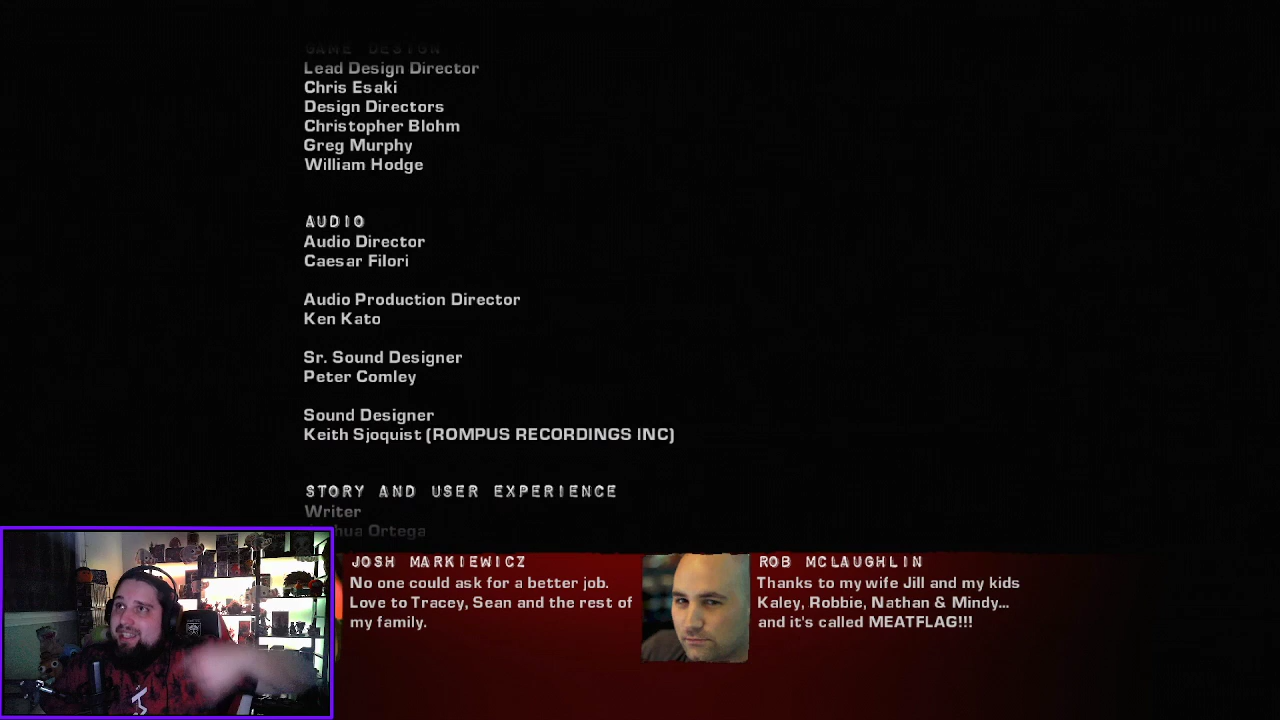 GAME DESIGN
Lead Design Director
Chris Esaki
Design Directors
Christopher Blohm
Greg Murphy
William Hodge
AUDIO
Audio Director
Caesar Filori
Audio Production Director
Ken Kato
Sr. Sound Designer
Peter Comley
Sound Designer
Keith Sjoquist (ROMPUS RECORDINGS INC)
STORY AND USER EXPERIENCE
Writer
Joshua Ortega
JOSH MARKIEWICZ
No one could ask for a better job.
Love to Tracey, Sean and the rest of
my family.
ROB MCLAUGHLIN
Thanks to my wife Jill and my kids
Kaley, Robbie, Nathan & Mindy...
and it's called MEATFLAG!!!